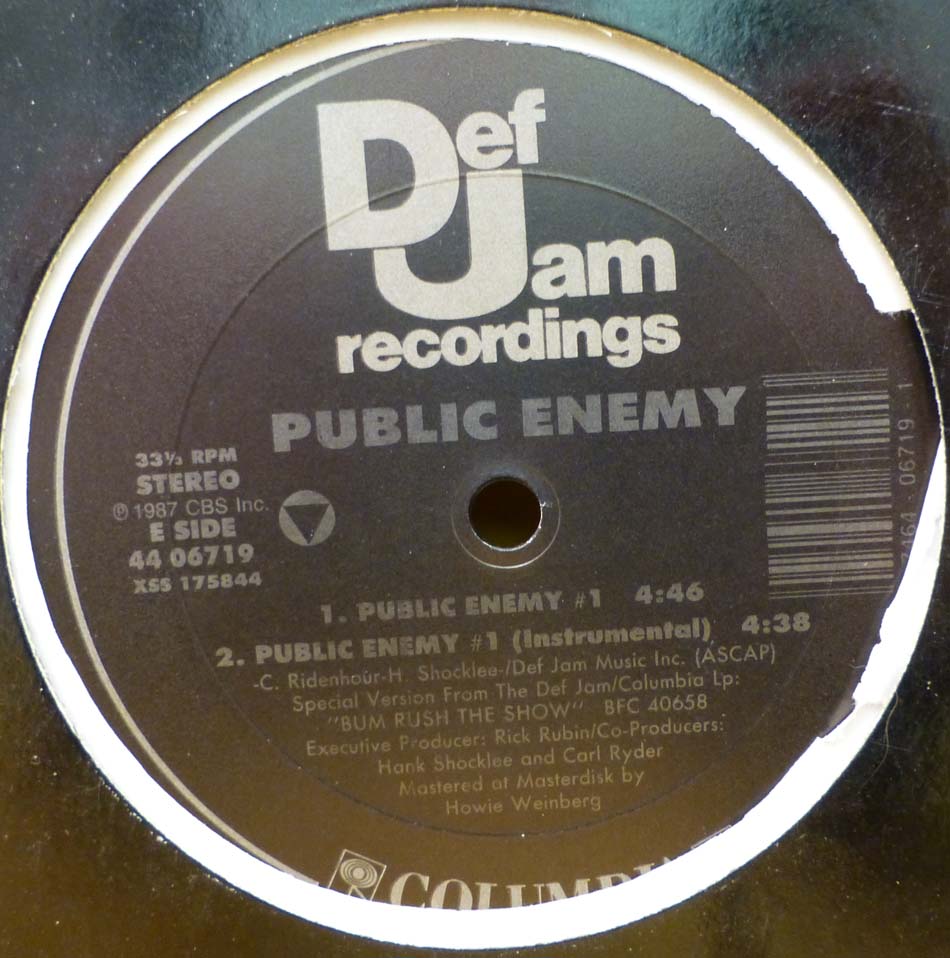 Def
Jam
recordings
PUBLIC ENEMY
33⅓ RPM
STEREO
℗ 1987 CBS Inc.
E SIDE
44 06719
XSS 175844
06719 1
1. PUBLIC ENEMY #1 4:46
2. PUBLIC ENEMY #1 (Instrumental) 4:38
-C. Ridenhour-H. Shocklee-/Def Jam Music Inc. (ASCAP)
Special Version From The Def Jam/Columbia Lp:
"BUM RUSH THE SHOW" BFC 40658
Executive Producer: Rick Rubin/Co-Producers:
Hank Shocklee and Carl Ryder
Mastered at Masterdisk by
Howie Weinberg